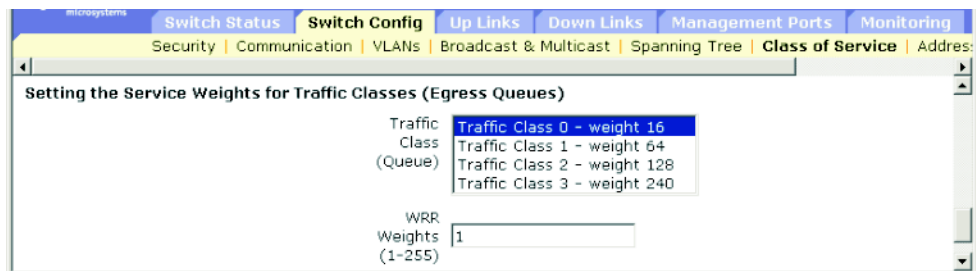 microsystems
Switch Status Switch Config Up Links Down Links Management Ports Monitoring
Security | Communication | VLANs | Broadcast & Multicast | Spanning Tree | Class of Service | Addres
Setting the Service Weights for Traffic Classes (Egress Queues)
Traffic
Class
(Queue)
Traffic Class 0 - weight 16
Traffic Class 1 - weight 64
Traffic Class 2 - weight 128
Traffic Class 3 - weight 240
WRR
Weights
(1-255)
1